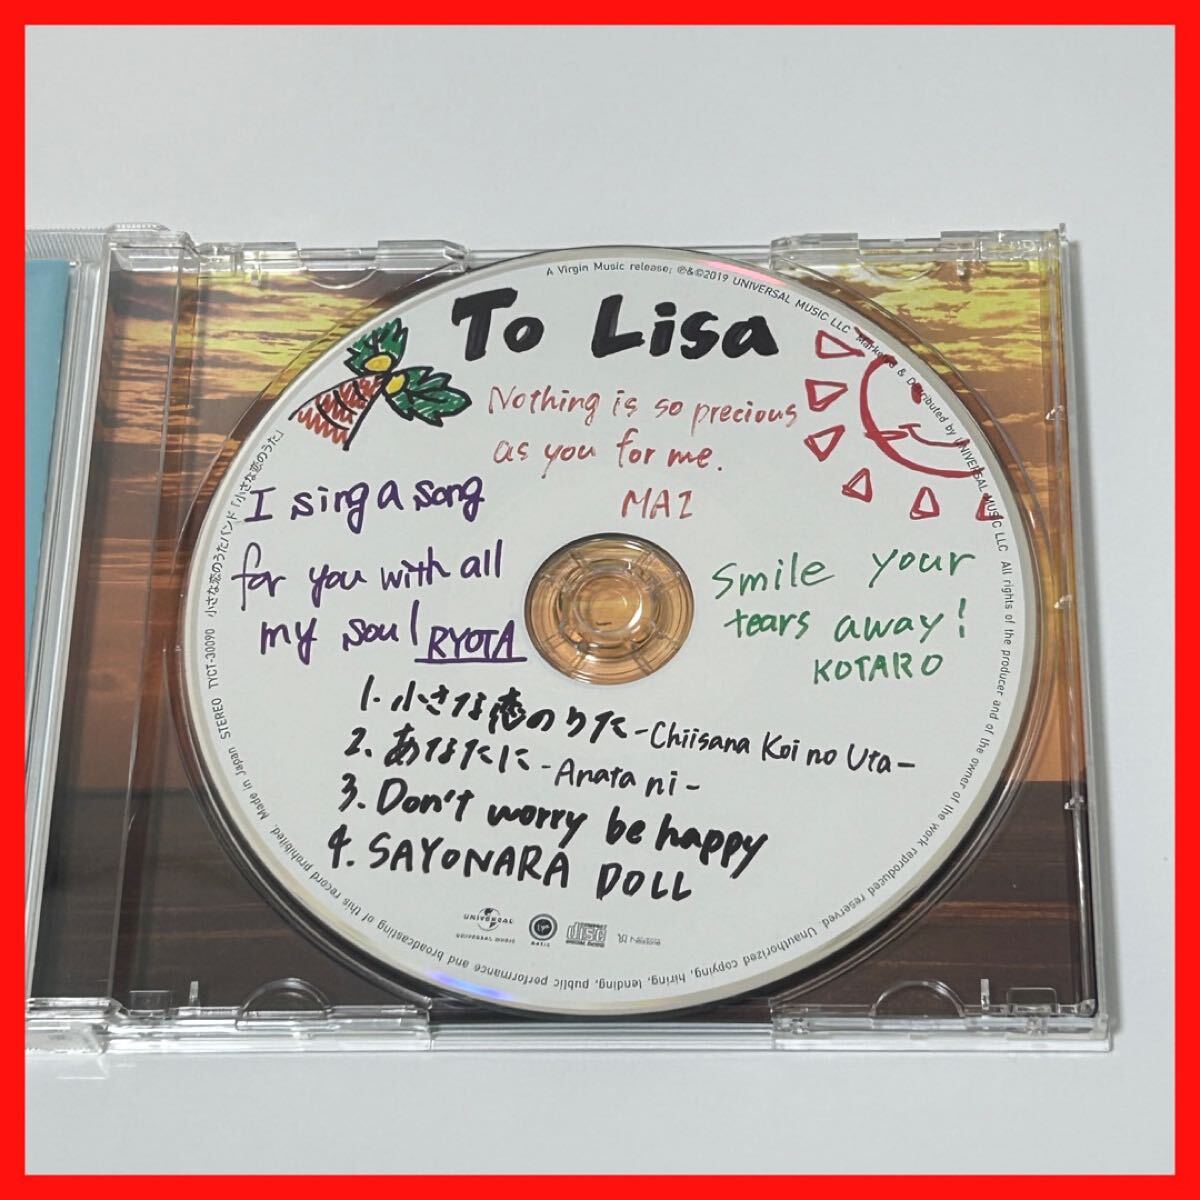 To Lisa
Nothing is so precious
as you for me.
MAI
I sing a song
for you with all
my soul RYOTA
Smile your
tears away!
KOTARO
1. 小さな恋のうた -Chiisana Koi no Uta-
2. あなたに -Anata ni-
3. Don't worry be happy
4. SAYONARA DOLL
UNIVERSAL
disc
A Virgin Music release; ℗&©2019 UNIVERSAL MUSIC LLC Marketed & Distributed by UNIVERSAL MUSIC LLC All rights of the producer and of the owner of the work reproduced reserved. Unauthorized copying, hiring, lending, public performance and broadcasting of this record prohibited. Made in Japan STEREO TYCT-30090 小さな恋のうたバンド「小さな恋のうた」